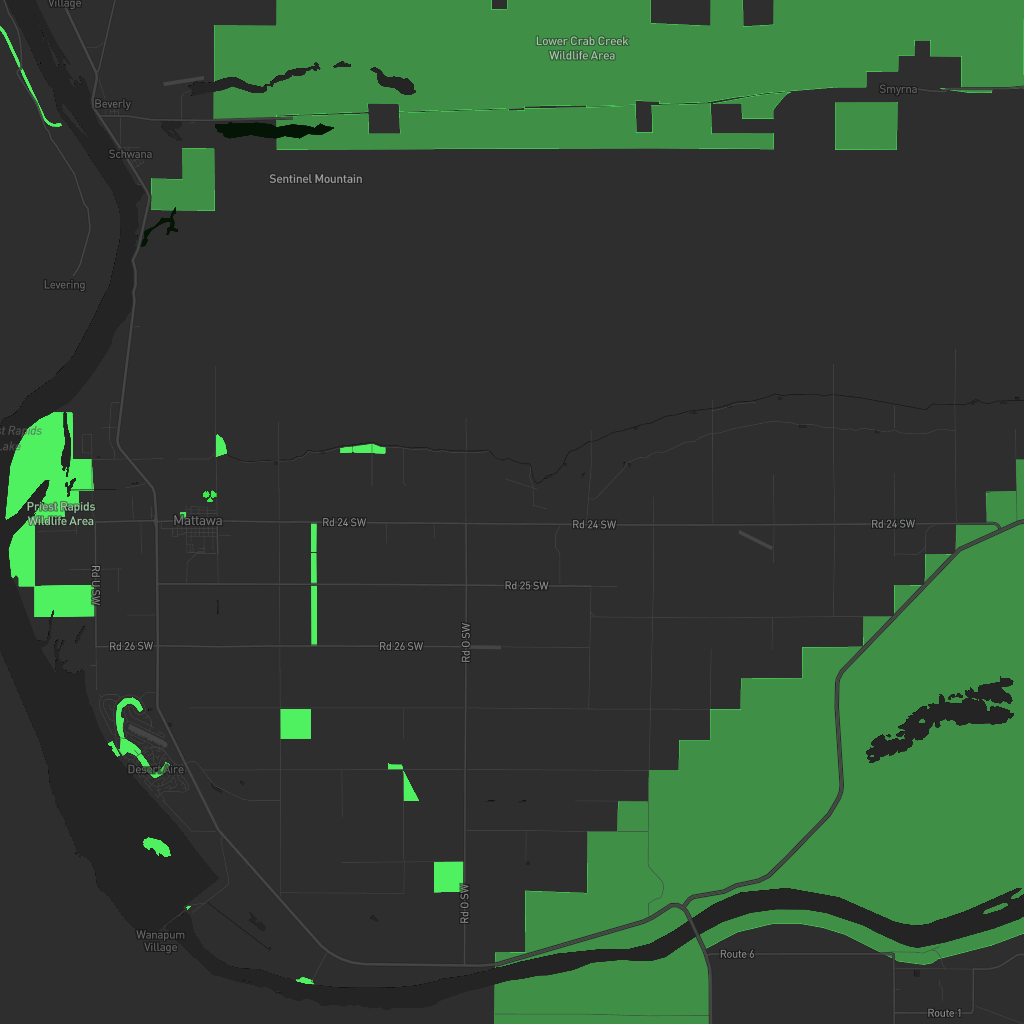 Village
Lower Crab Creek
Wildlife Area
Smyrna
Beverly
Schwana
Sentinel Mountain
Levering
st Rapids
Lake
Priest Rapids
Wildlife Area
Mattawa
Rd 24 SW
Rd 24 SW
Rd 24 SW
Rd U SW
Rd 25 SW
Rd 26 SW
Rd 26 SW
Rd O SW
Desert Aire
Rd O SW
Wanapum
Village
Route 6
Route 1